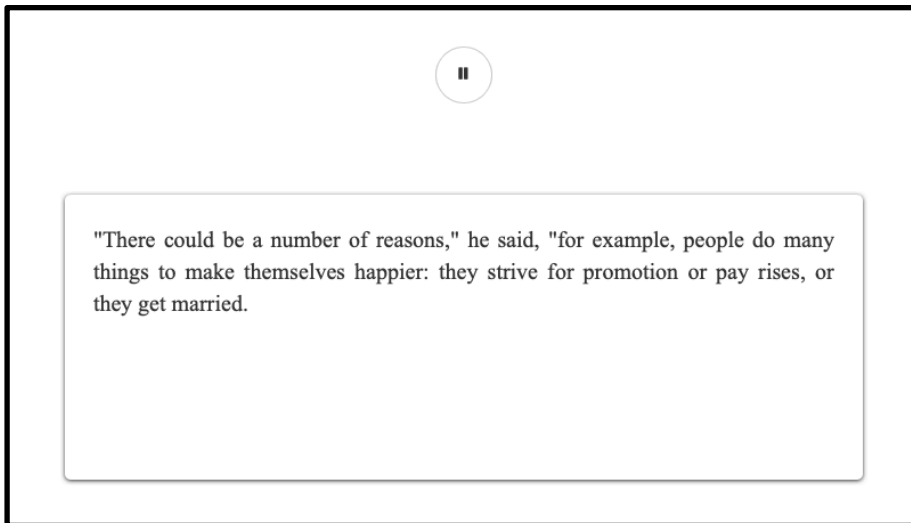 "There could be a number of reasons," he said, "for example, people do many
things to make themselves happier: they strive for promotion or pay rises, or
they get married.